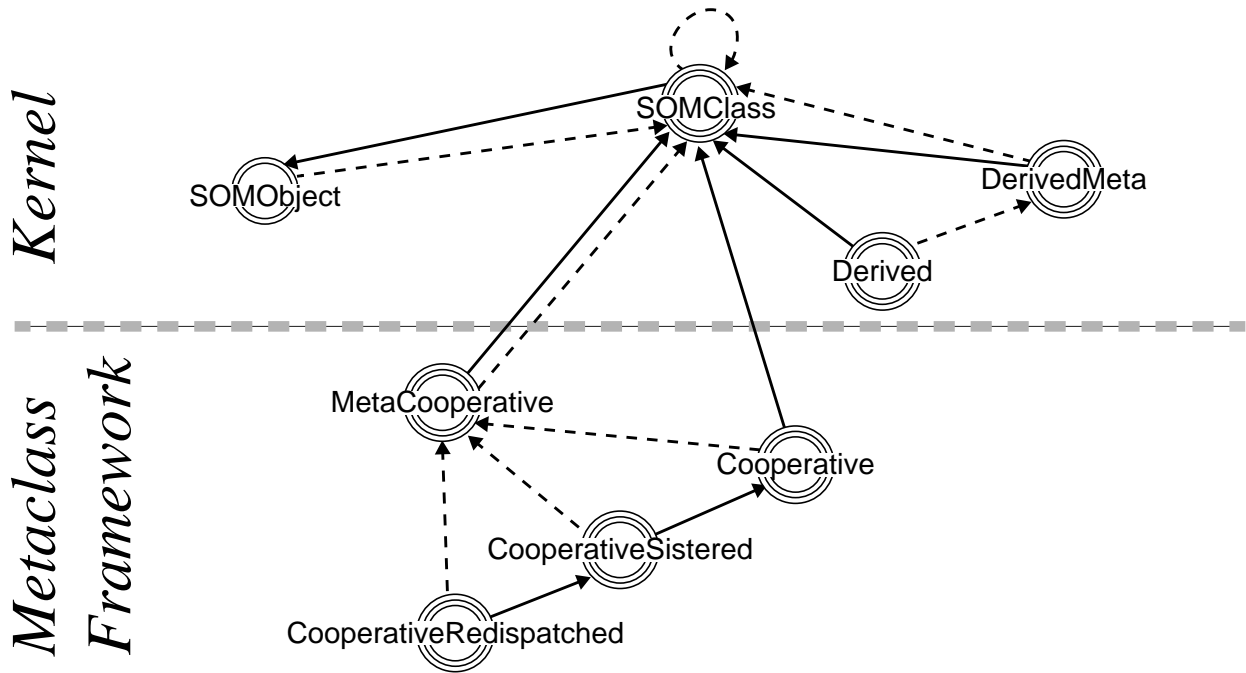 Kernel
SOMClass
SOMObject
DerivedMeta
Derived
Metaclass
Framework
MetaCooperative
Cooperative
CooperativeSistered
CooperativeRedispatched